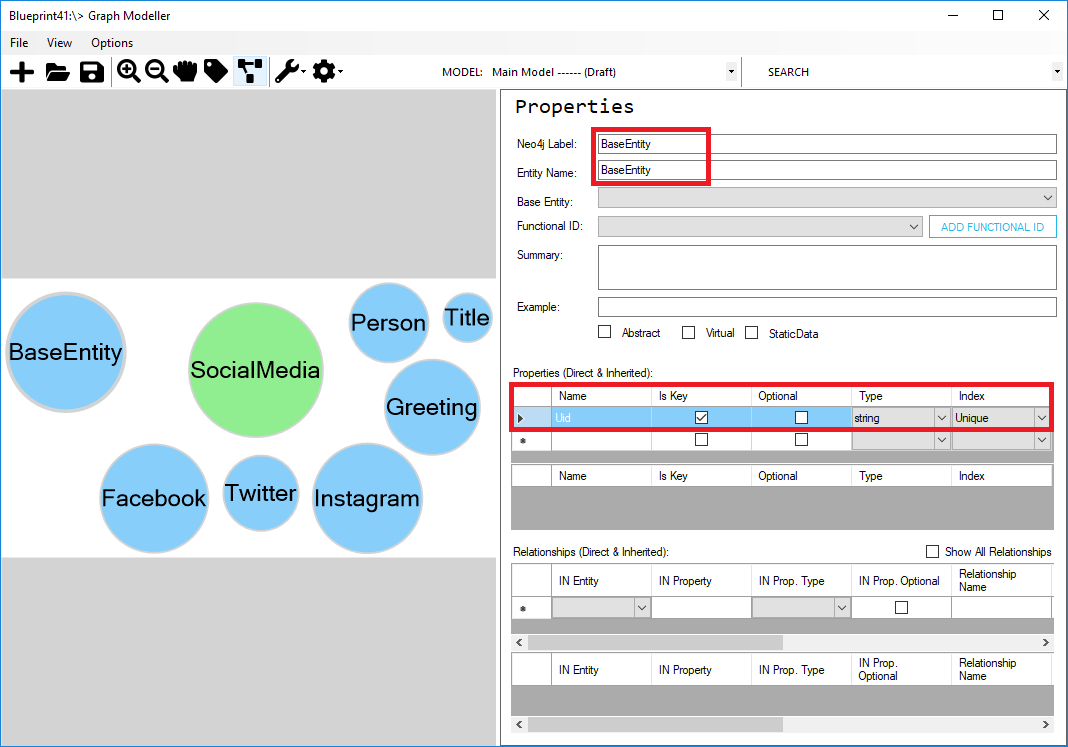 Blueprint41:\> Graph Modeller
File View Options
MODEL: Main Model ------ (Draft) SEARCH
Properties
Neo4j Label: BaseEntity
Entity Name: BaseEntity
Base Entity:
Functional ID: ADD FUNCTIONAL ID
Summary:
Example:
Abstract Virtual StaticData
Properties (Direct & Inherited):
Name Is Key Optional Type Index
Uid string Unique
Name Is Key Optional Type Index
Relationships (Direct & Inherited): Show All Relationships
IN Entity IN Property IN Prop. Type IN Prop. Optional Relationship
Name
IN Entity IN Property IN Prop. Type IN Prop. Relationship
Optional Name
BaseEntity
SocialMedia
Person
Title
Greeting
Facebook
Twitter
Instagram